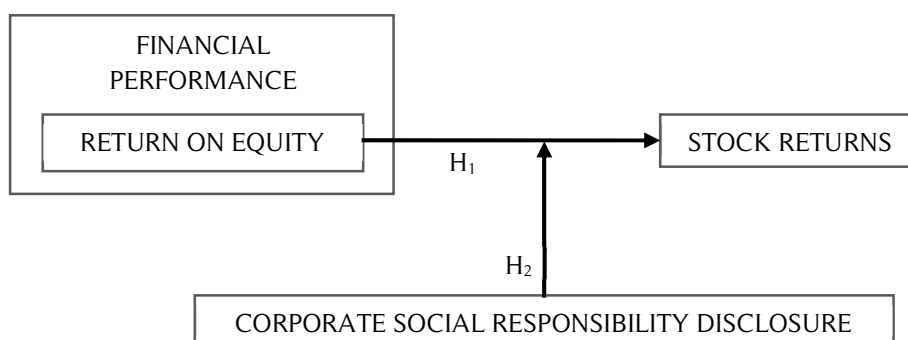 FINANCIAL
PERFORMANCE
RETURN ON EQUITY
STOCK RETURNS
H₁
H₂
CORPORATE SOCIAL RESPONSIBILITY DISCLOSURE